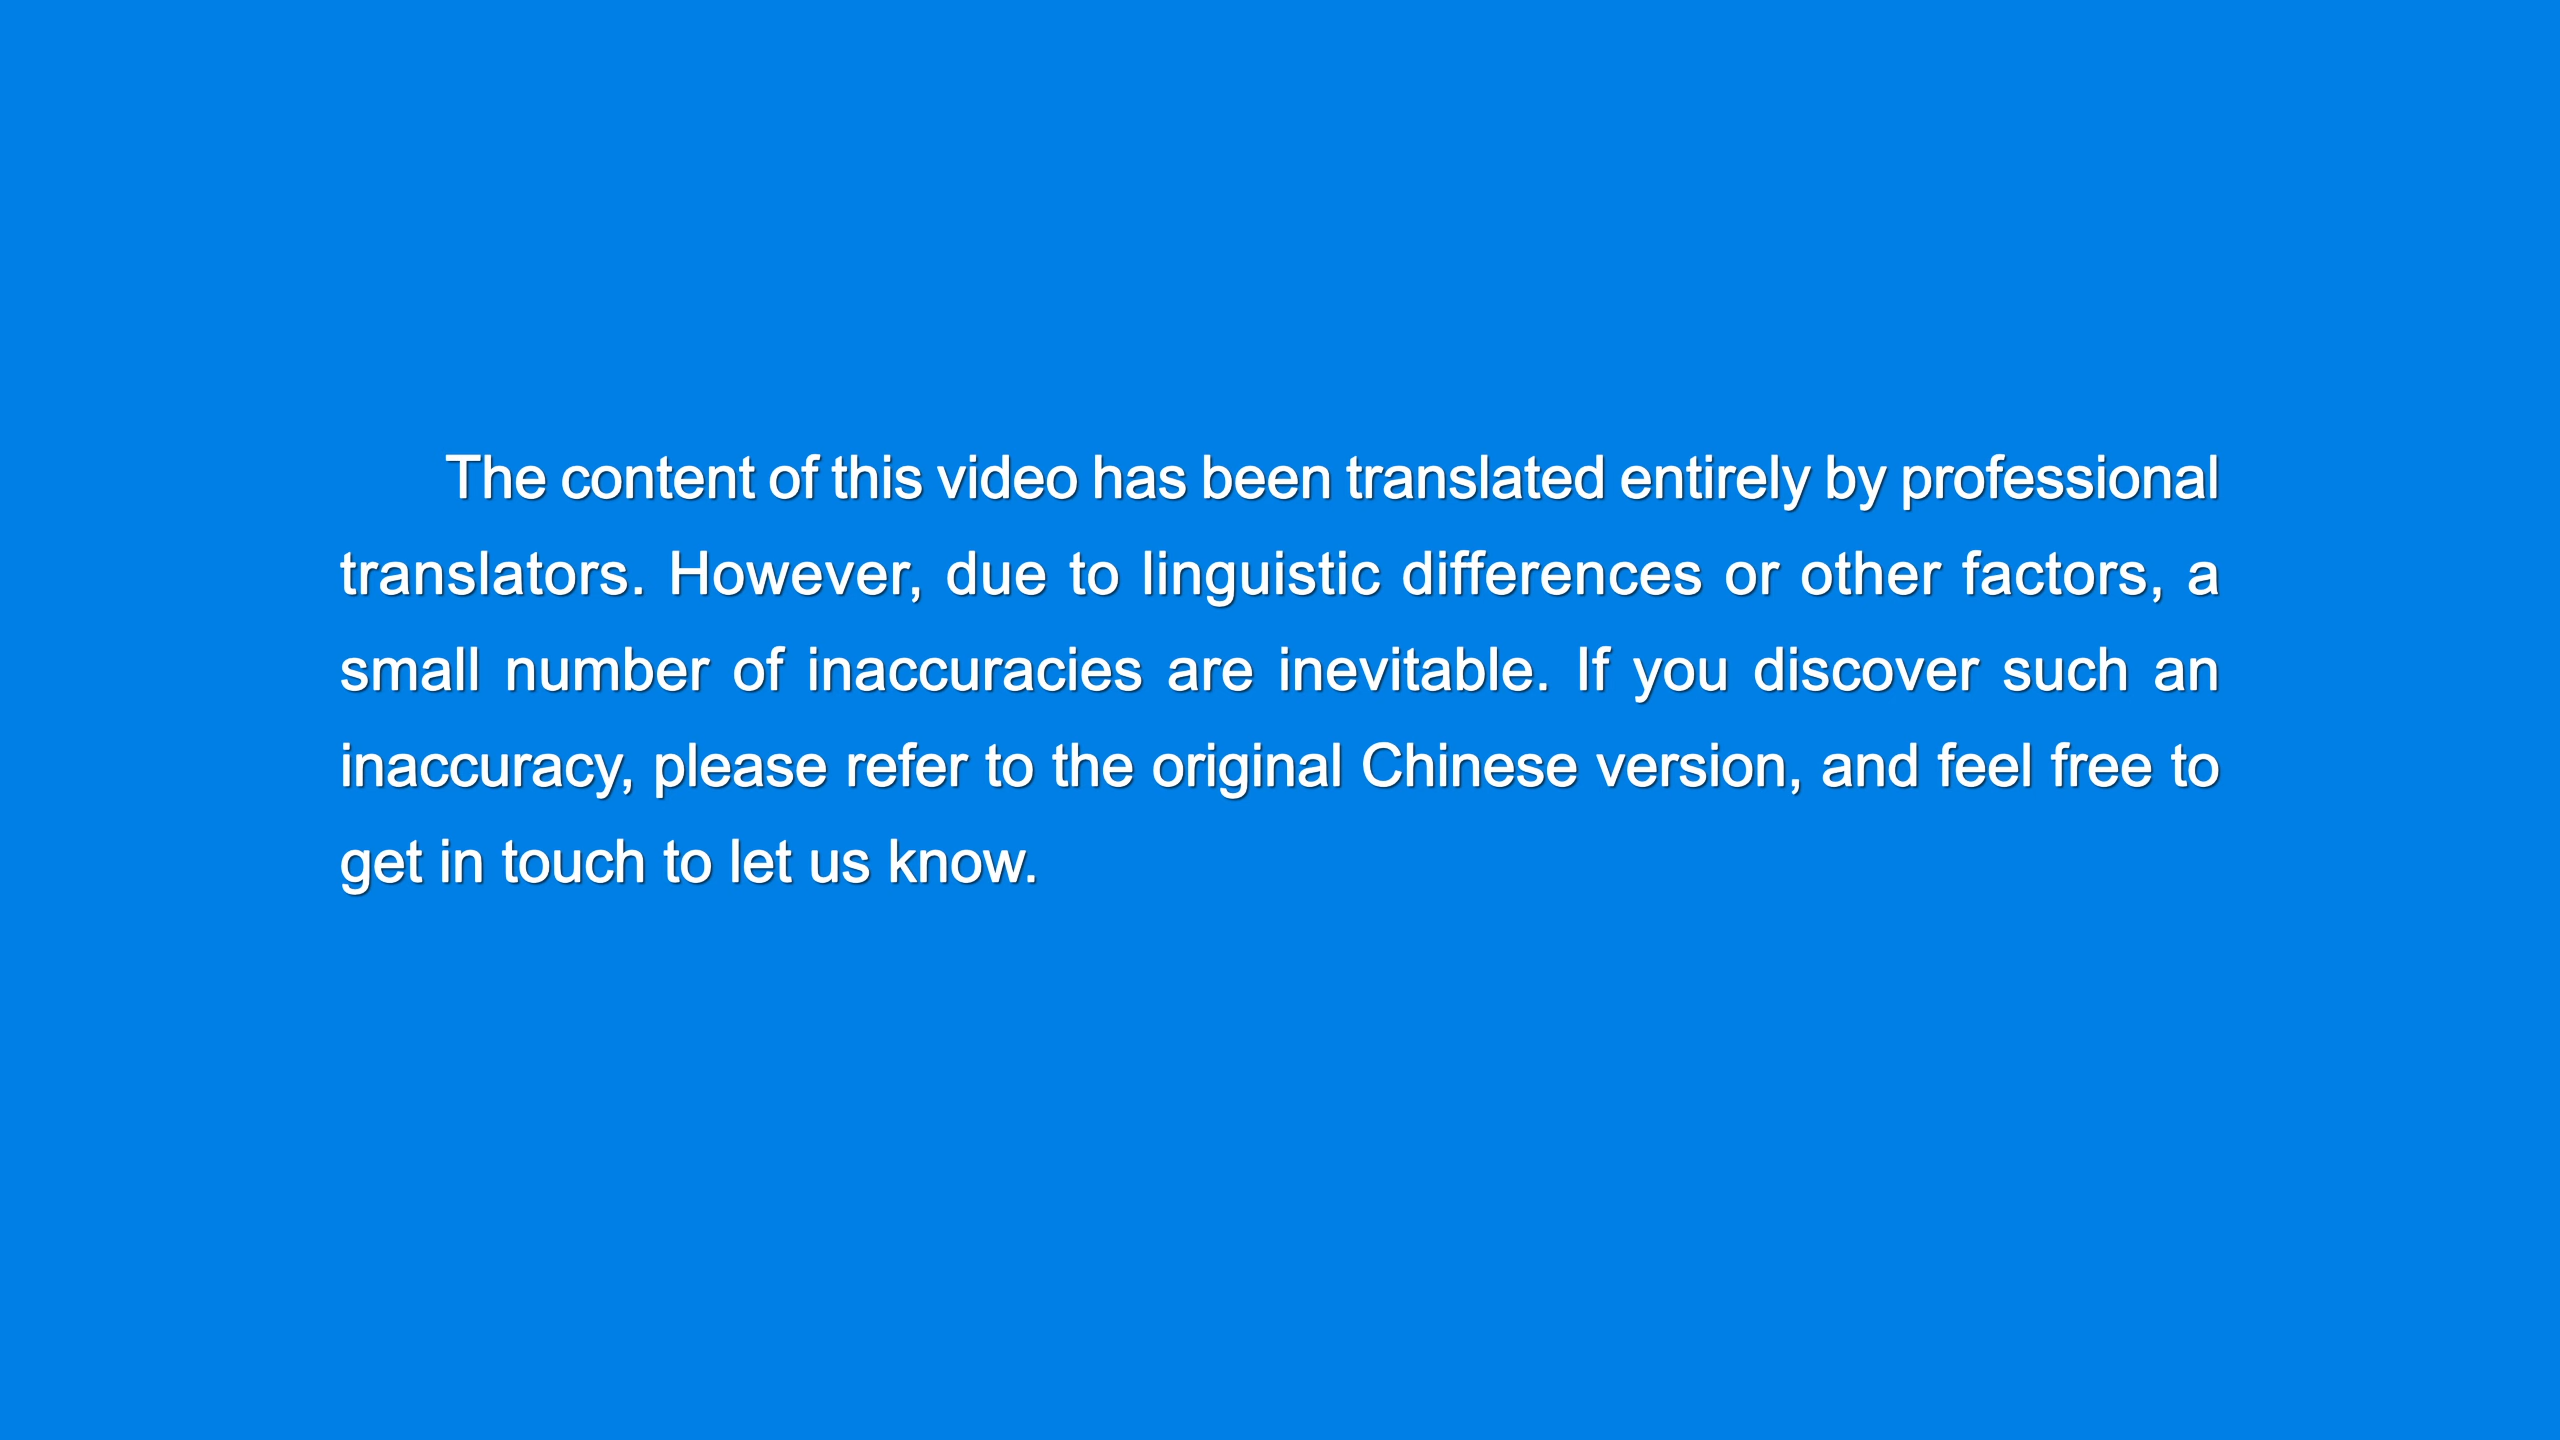 The content of this video has been translated entirely by professional
translators. However, due to linguistic differences or other factors, a
small number of inaccuracies are inevitable. If you discover such an
inaccuracy, please refer to the original Chinese version, and feel free to
get in touch to let us know.